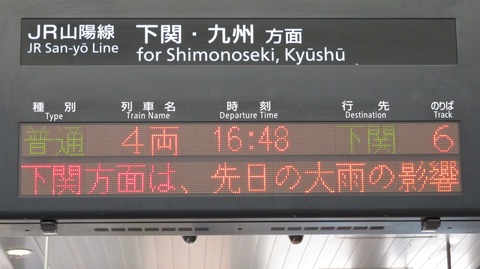 JR山陽線 下関・九州 方面
JR San-yō Line for Shimonoseki, Kyūshū
種別 列車名 時刻 行先 のりば
Type Train Name Departure Time Destination Track
普通 4両 16:48 下関 6
下関方面は、先日の大雨の影響